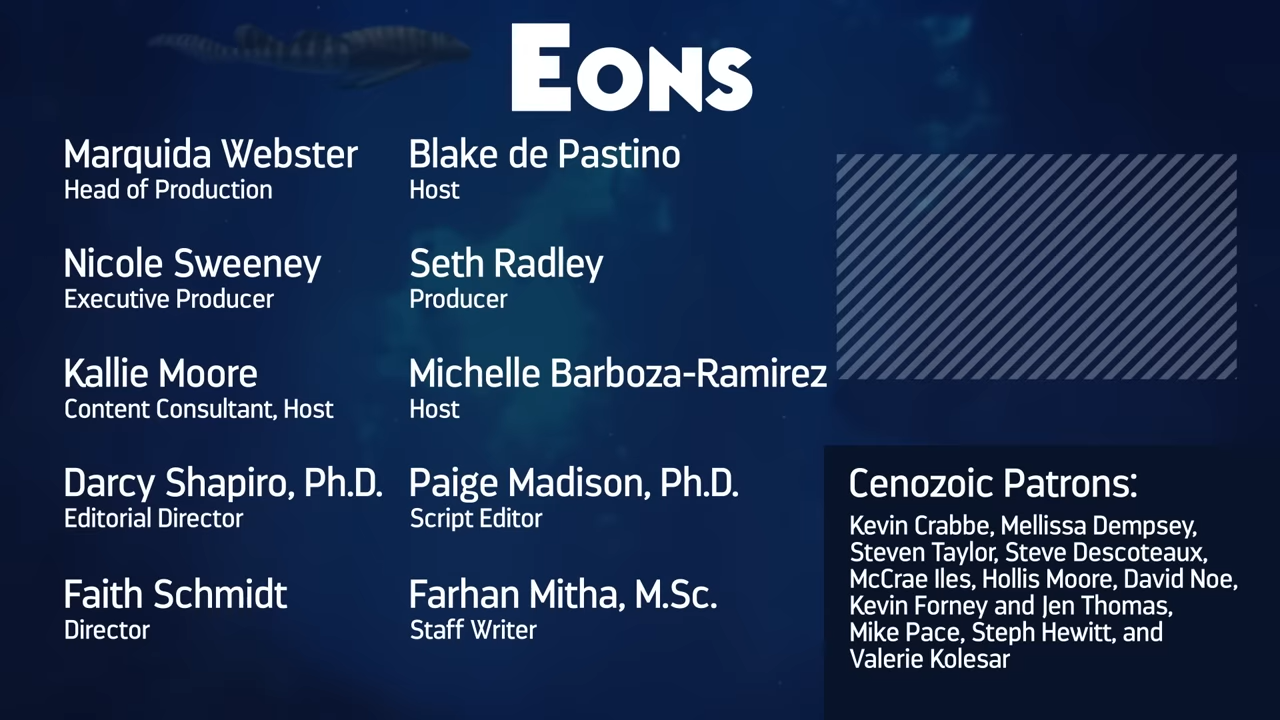 Eons
Marquida Webster
Head of Production
Nicole Sweeney
Executive Producer
Kallie Moore
Content Consultant, Host
Darcy Shapiro, Ph.D.
Editorial Director
Faith Schmidt
Director
Blake de Pastino
Host
Seth Radley
Producer
Michelle Barboza-Ramirez
Host
Paige Madison, Ph.D.
Script Editor
Farhan Mitha, M.Sc.
Staff Writer
Cenozoic Patrons:
Kevin Crabbe, Mellissa Dempsey,
Steven Taylor, Steve Descoteaux,
McCrae Iles, Hollis Moore, David Noe,
Kevin Forney and Jen Thomas,
Mike Pace, Steph Hewitt, and
Valerie Kolesar